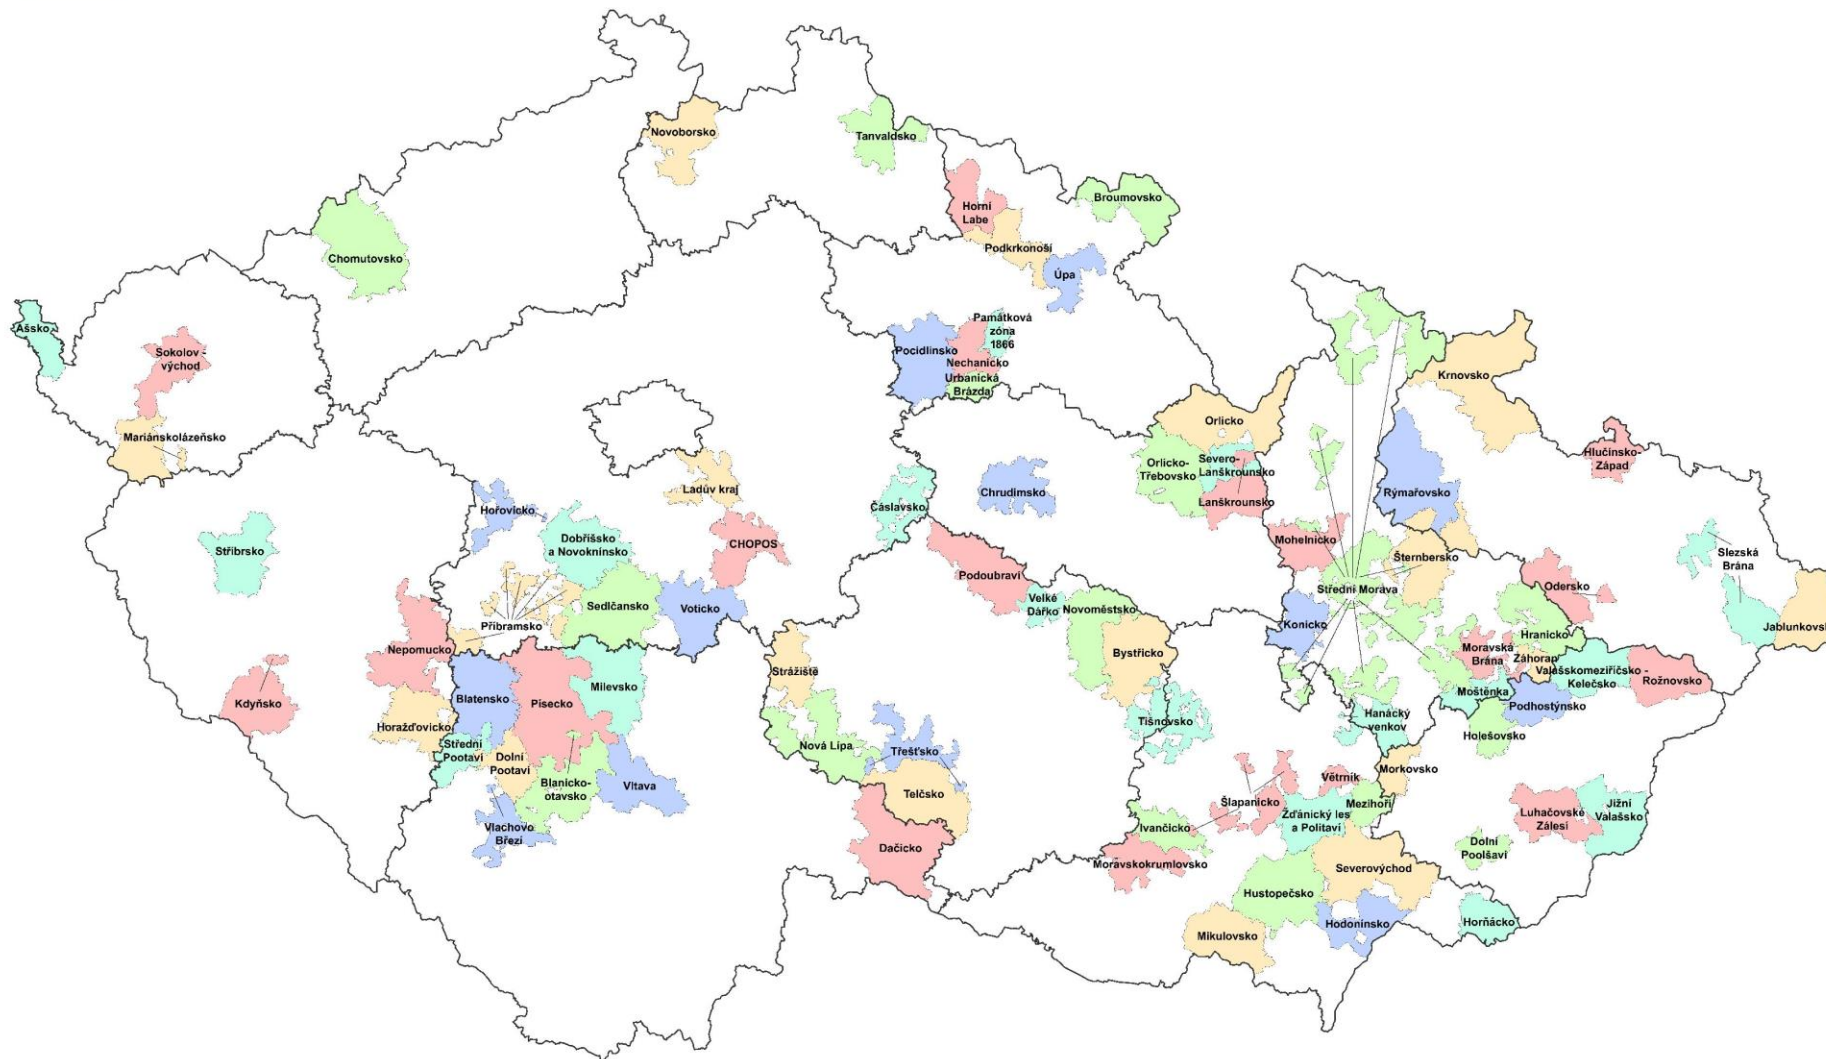 Novoborsko
Tanvaldsko
Broumovsko
Horní
Labe
Podkrkonoší
Úpa
Chomutovsko
Ašsko
Sokolov -
východ
Mariánskolázeňsko
Pocidlinsko
Památková
zóna
1866
Nechanicko
Urbanická
Brázda
Krnovsko
Hlučínsko-
Západ
Orlicko
Orlicko-
Třebovsko
Severo-
Lanškrounsko
Lanškrounsko
Rýmařovsko
Ladův kraj
Čáslavsko
Chrudimsko
Hořovicko
Dobříšsko
a Novoknínsko
CHOPOS
Stříbrsko
Mohelnicko
Šternbersko
Střední Morava
Slezská
Brána
Oderskо
Jablunkovsko
Podoubraví
Velké
Dářko
Novoměstsko
Sedlčansko
Voticko
Příbramsko
Konicko
Hranicko
Moravská
Brána
Záhoran
Valašskomeziříčsko -
Kelečsko
Rožnovsko
Moštěnka
Podhostýnsko
Nepomucko
Bystřicko
Strážiště
Milevsko
Blatensko
Písecko
Kdyňsko
Horažďovicko
Střední
Pootaví
Dolní
Pootaví
Tišnovsko
Hanácký
venkov
Holešovsko
Nová Lípa
Třešťsko
Blanicko-
otavsko
Vltava
Morkovsko
Větrník
Telčsko
Šlapanicko
Mezihoří
Vlachovo
Březí
Ivančicko
Ždánický les
a Politaví
Luhačovské
Zálesí
Jižní
Valašsko
Dačicko
Moravskokrumlovsko
Dolní
Poolšaví
Severovýchod
Hustopečsko
Hodonínsko
Horňácko
Mikulovsko